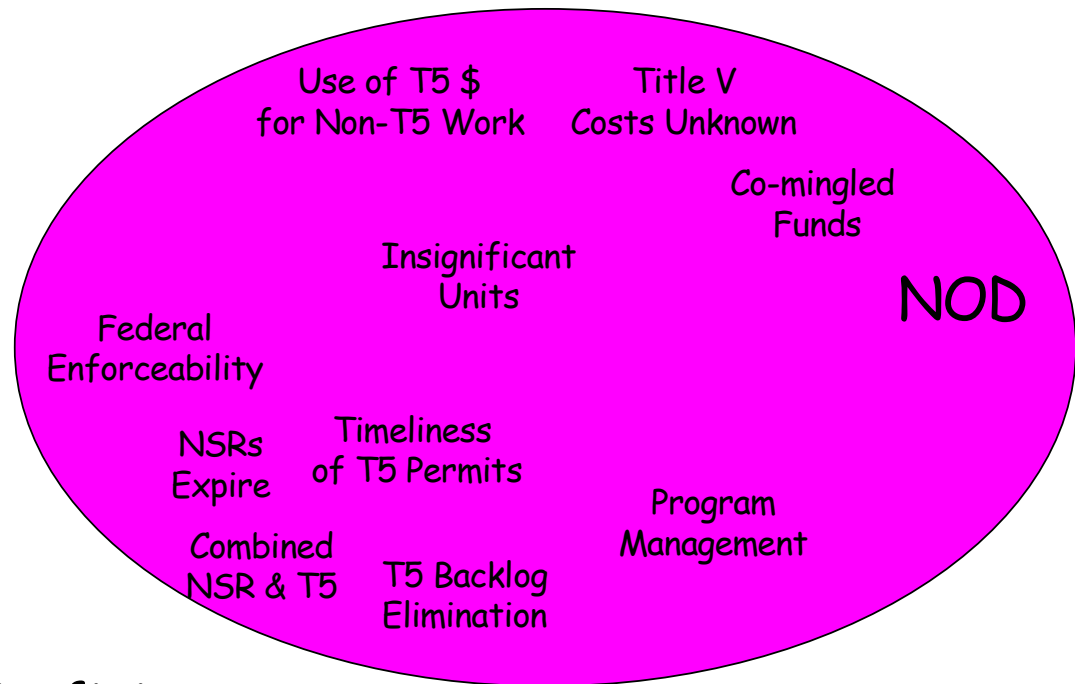 Use of T5 $
for Non-T5 Work
Title V
Costs Unknown
Co-mingled
Funds
Insignificant
Units
NOD
Federal
Enforceability
NSRs
Expire
Timeliness
of T5 Permits
Program
Management
Combined
NSR & T5
T5 Backlog
Elimination